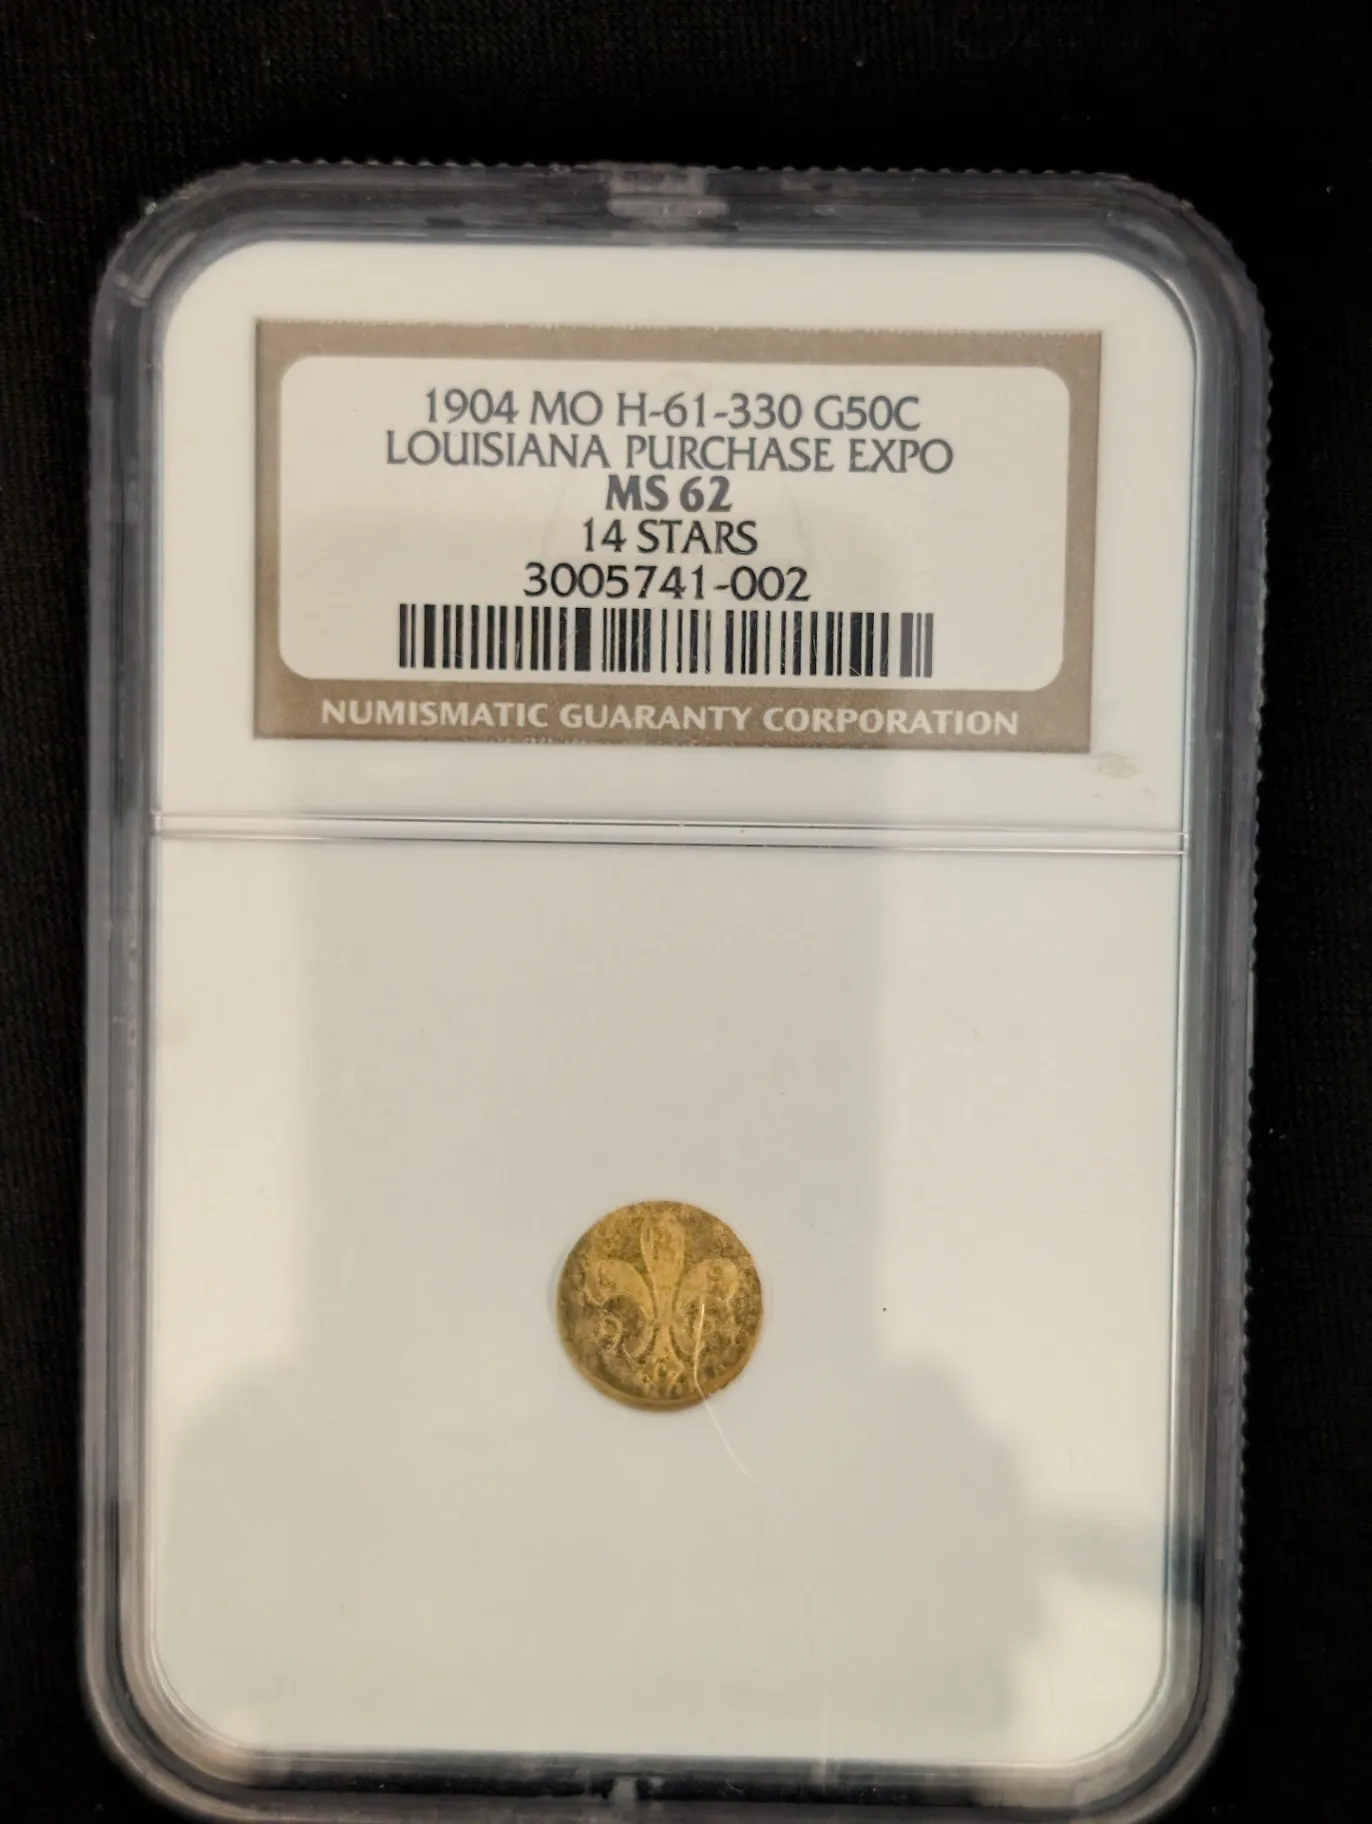 1904 MO H-61-330 G50C
LOUISIANA PURCHASE EXPO
MS 62
14 STARS
3005741-002
NUMISMATIC GUARANTY CORPORATION